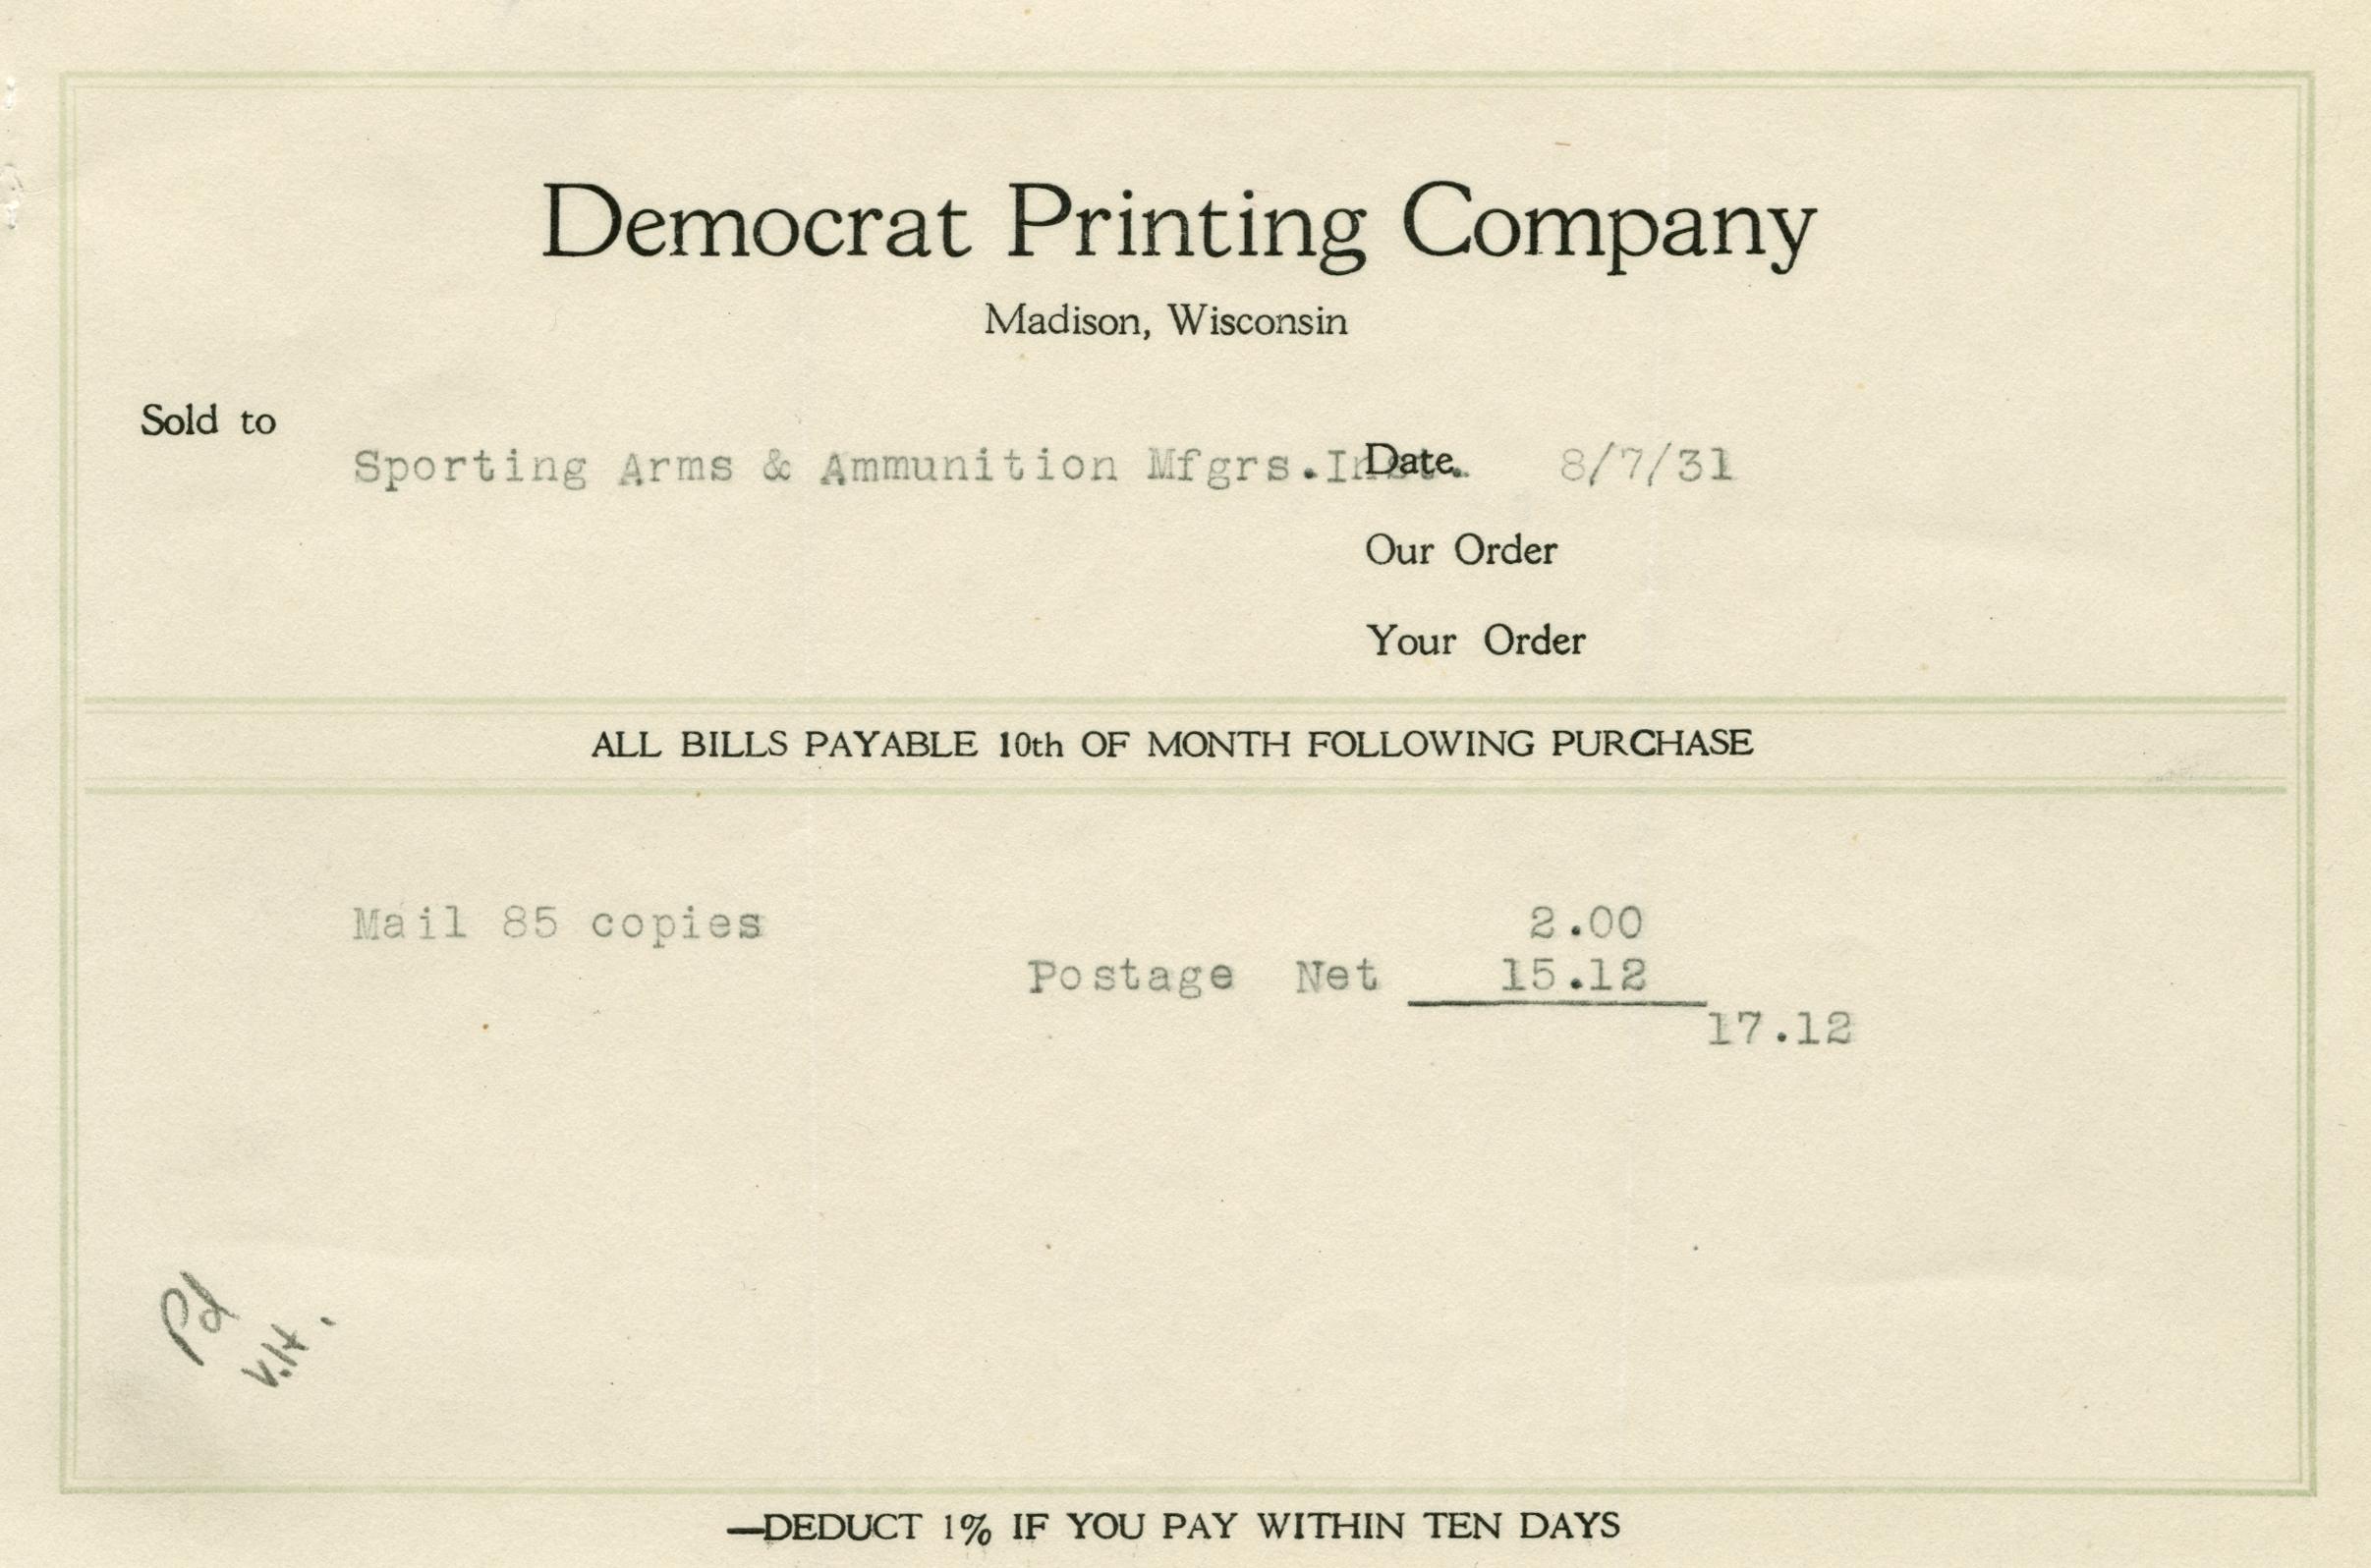 Democrat Printing Company
Madison, Wisconsin
Sold to
Sporting Arms & Ammunition Mfgrs.Inst. Date 8/7/31
Our Order
Your Order
ALL BILLS PAYABLE 10th OF MONTH FOLLOWING PURCHASE
Mail 85 copies 2.00
Postage Net 15.12
17.12
Pd
V.H.
—DEDUCT 1% IF YOU PAY WITHIN TEN DAYS